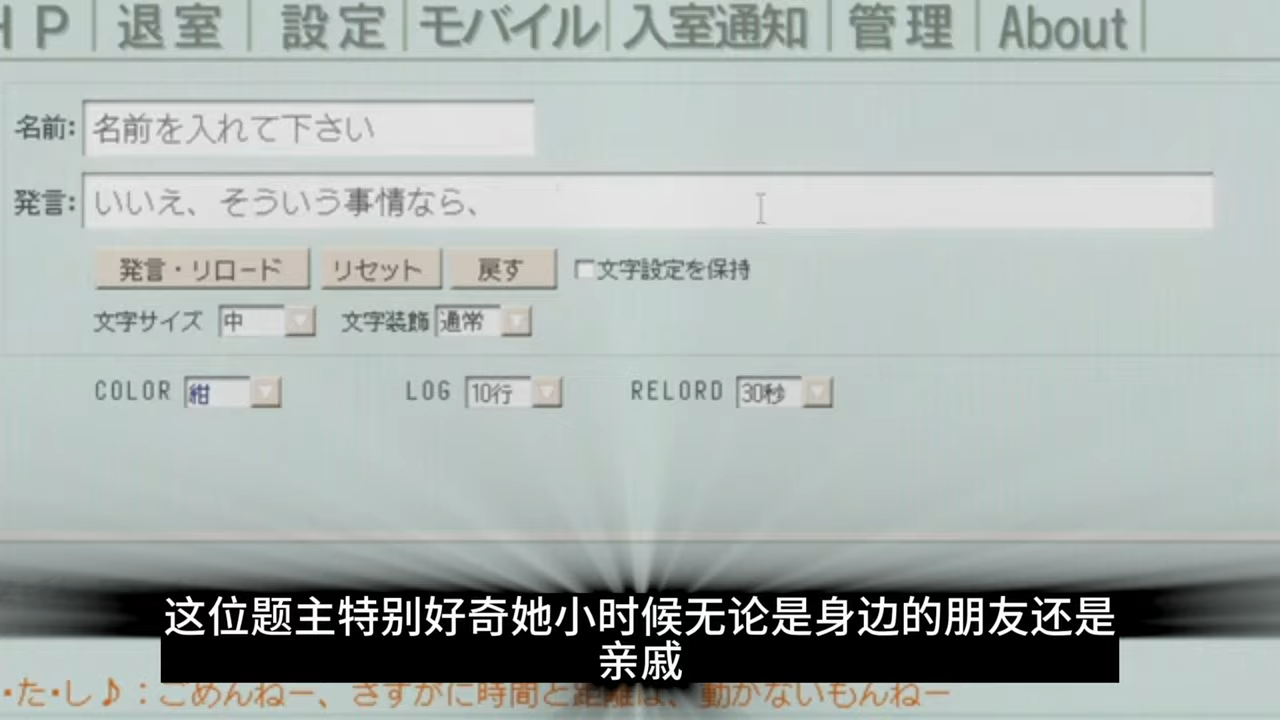 HP 退室 設定 モバイル 入室通知 管理 About
名前: 名前を入れて下さい
発言: いいえ、そういう事情なら、
発言・リロード リセット 戻す 文字設定を保持
文字サイズ 中 文字装飾 通常
COLOR 紺 LOG 10行 RELORD 30秒
这位题主特别好奇她小时候无论是身边的朋友还是
亲戚
・た・し♪：ごめんねー、さすがに時間と距離は、動かないもんねー